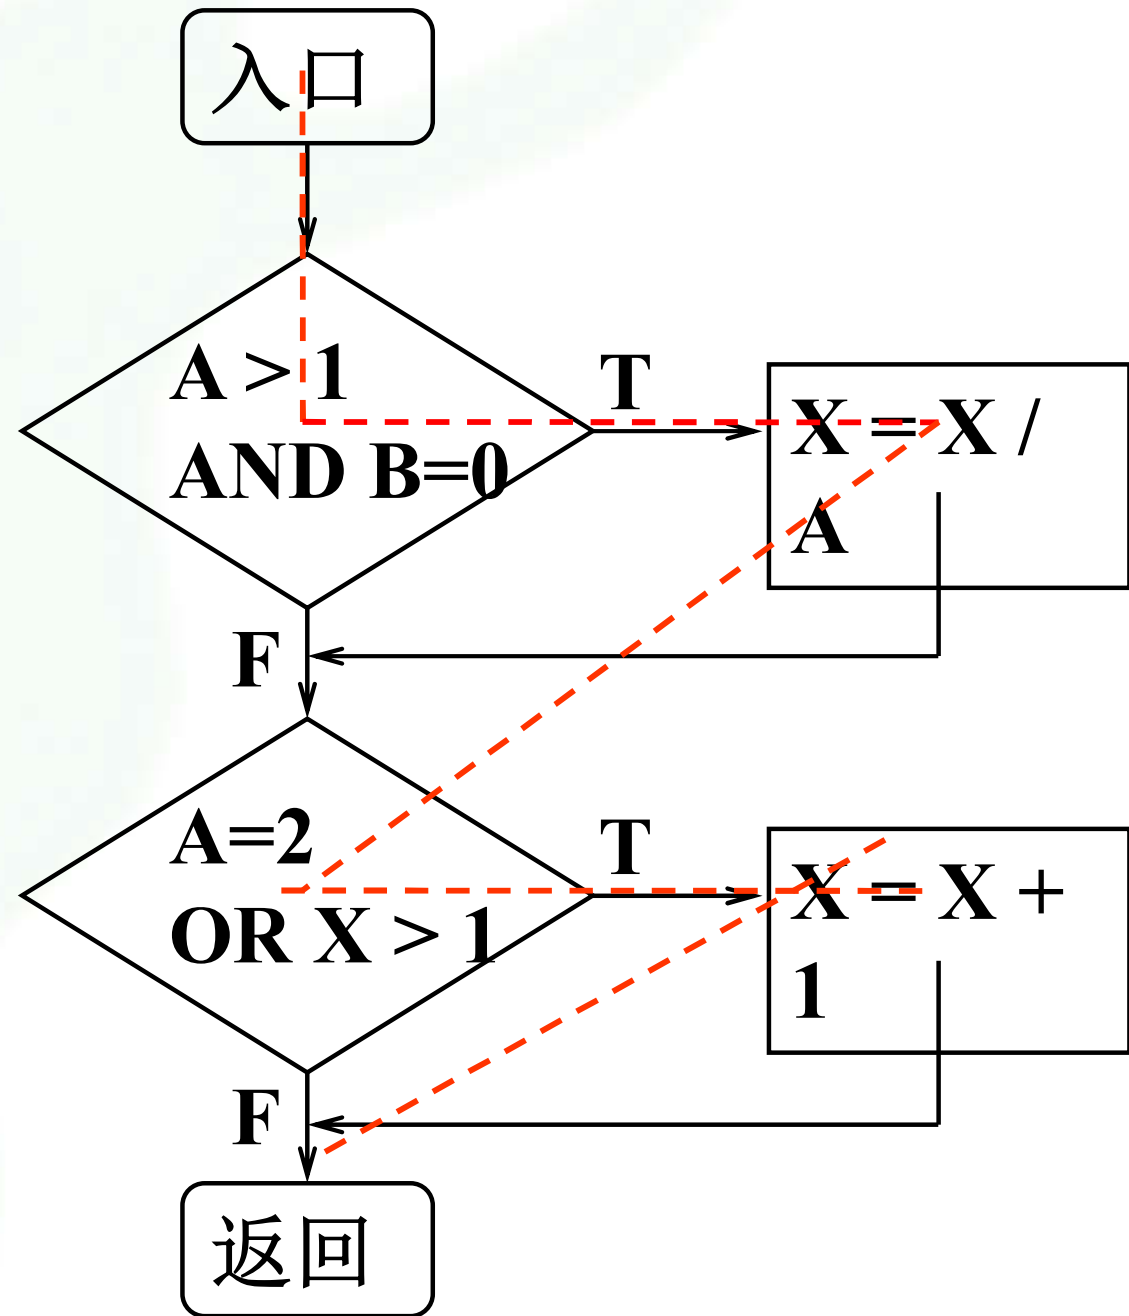 入口
A > 1
AND B=0
T
X = X /
A
F
A=2
OR X > 1
T
X = X +
1
F
返回